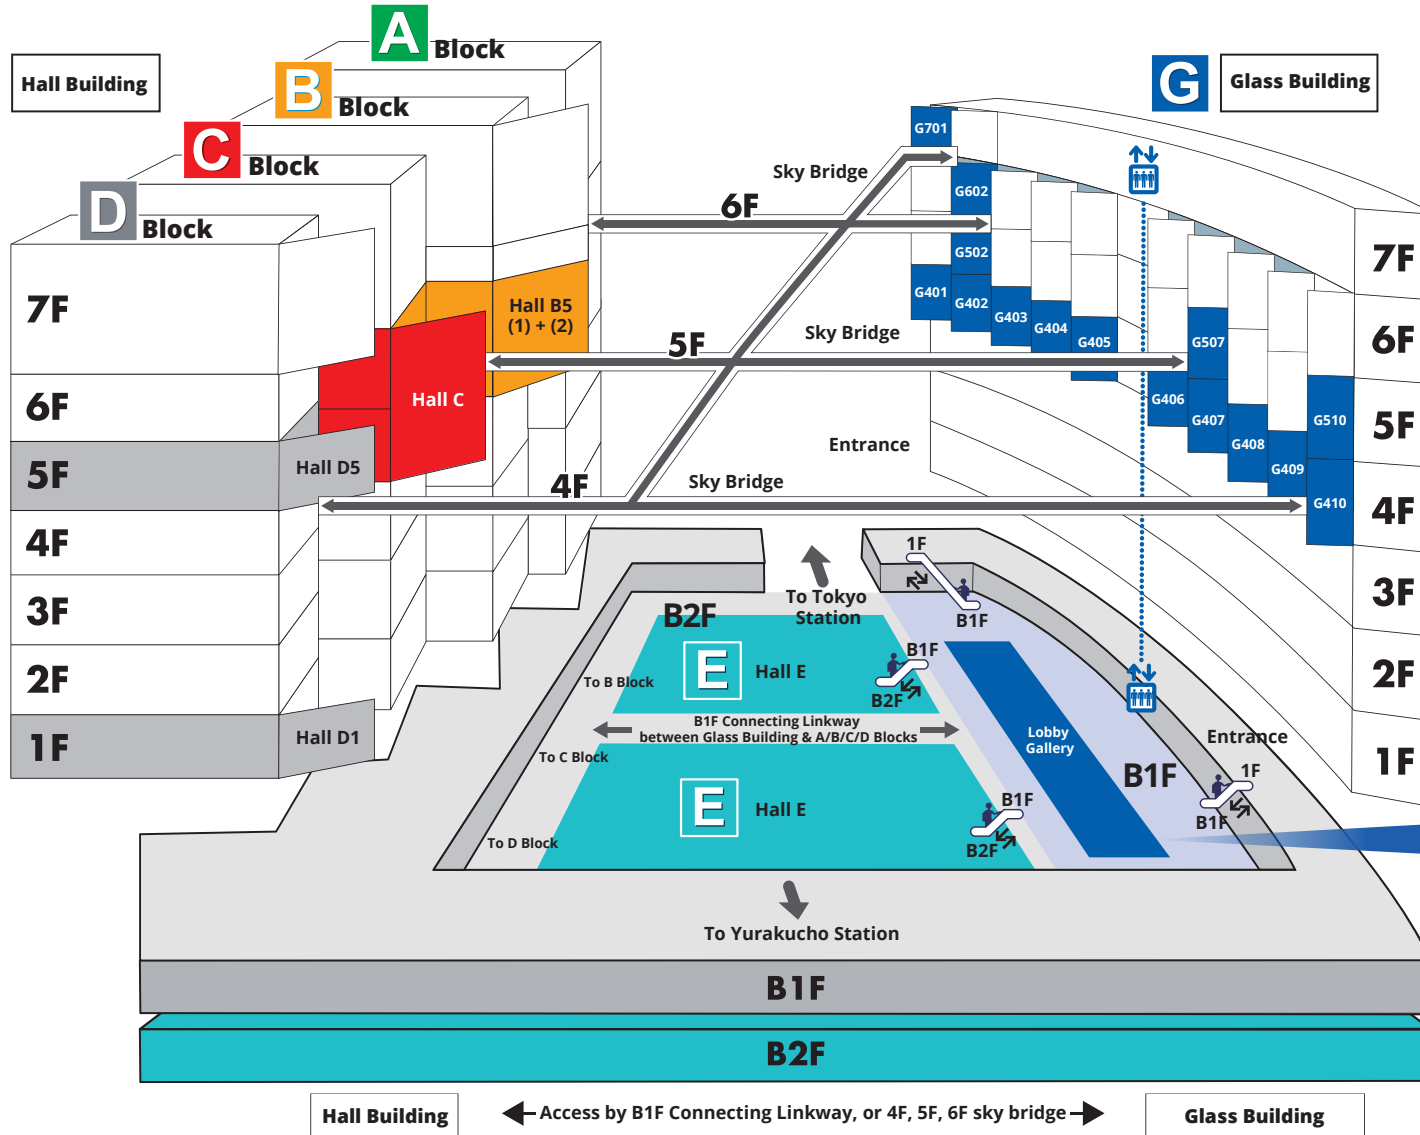 A Block
Hall Building
B Block
G Glass Building
C Block
D Block
G701
Sky Bridge
6F
G602
G502
G401
G402
G403
G404
G405
7F
7F
Hall B5
(1) + (2)
Sky Bridge
5F
G507
6F
6F
Hall C
G406
G407
G408
G409
G510
G410
5F
5F
Hall D5
Entrance
Sky Bridge
4F
4F
4F
3F
3F
2F
2F
1F
1F
Hall D1
1F
B1F
To Tokyo
Station
B2F
E Hall E
B1F
B2F
To B Block
B1F Connecting Linkway
between Glass Building & A/B/C/D Blocks
To C Block
Lobby
Gallery
Entrance
B1F
1F
B1F
E Hall E
B1F
B2F
To D Block
To Yurakucho Station
B1F
B2F
Hall Building
Access by B1F Connecting Linkway, or 4F, 5F, 6F sky bridge
Glass Building